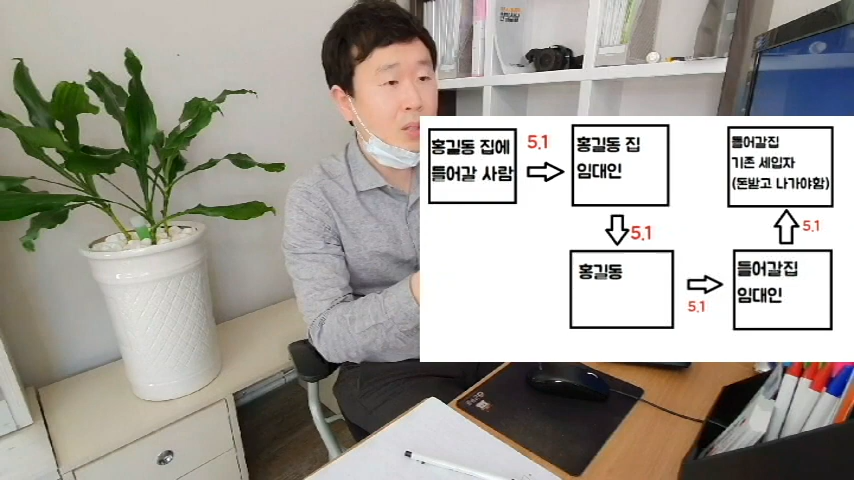 홍길동 집에
들어갈 사람
5.1
홍길동 집
임대인
5.1
홍길동
5.1
들어갈집
임대인
5.1
들어갈집
기존 세입자
(돈받고 나가야함)